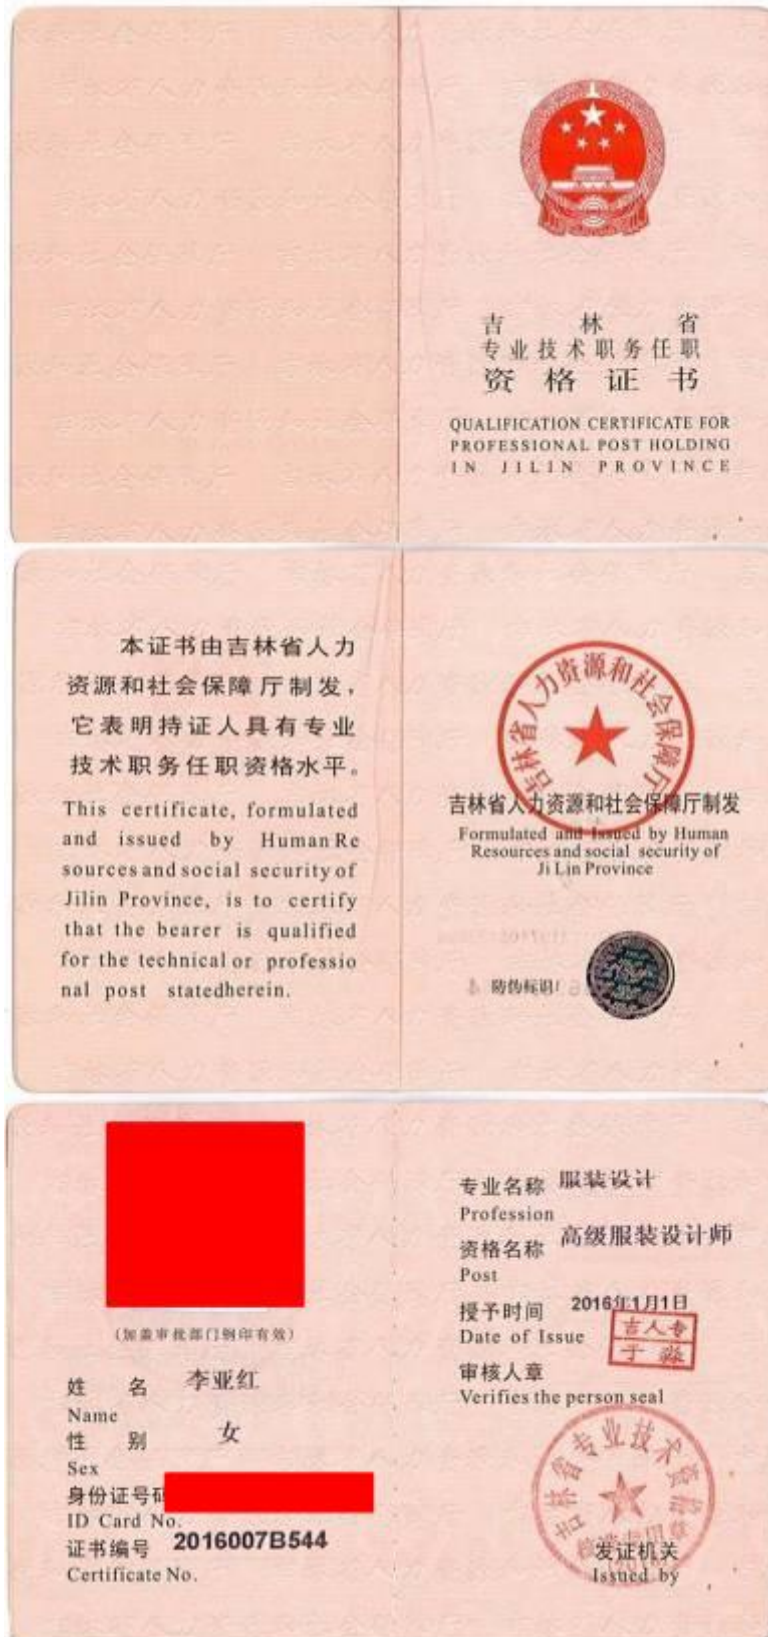 吉林省
专业技术职务任职
资格证书
QUALIFICATION CERTIFICATE FOR
PROFESSIONAL POST HOLDING
IN JILIN PROVINCE
本证书由吉林省人力
资源和社会保障厅制发，
它表明持证人具有专业
技术职务任职资格水平。
This certificate, formulated
and issued by Human Re
sources and social security of
Jilin Province, is to certify
that the bearer is qualified
for the technical or professio
nal post statedherein.
吉林省人力资源和社会保障厅
吉林省人力资源和社会保障厅制发
Formulated and Issued by Human
Resources and social security of
Ji Lin Province
防伪标识：
(加盖审批部门钢印有效)
姓名 李亚红
Name
性别 女
Sex
身份证号码
ID Card No.
证书编号 2016007B544
Certificate No.
专业名称 服装设计
Profession
资格名称 高级服装设计师
Post
授予时间 2016年1月1日
Date of Issue
吉人专
于淼
审核人章
Verifies the person seal
吉林省专业技术资格
发证机关
Issued by